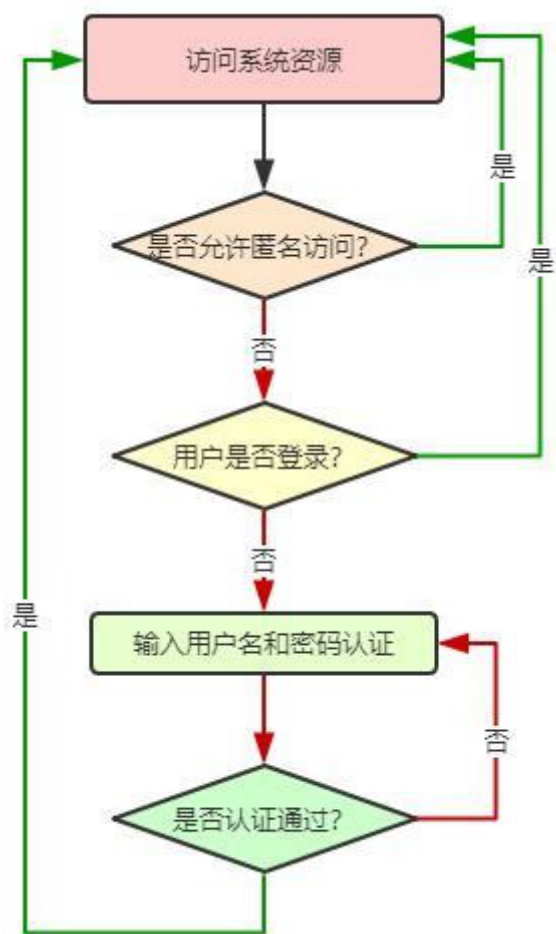 访问系统资源
是
是否允许匿名访问?
是
否
用户是否登录?
否
是
输入用户名和密码认证
否
是否认证通过?